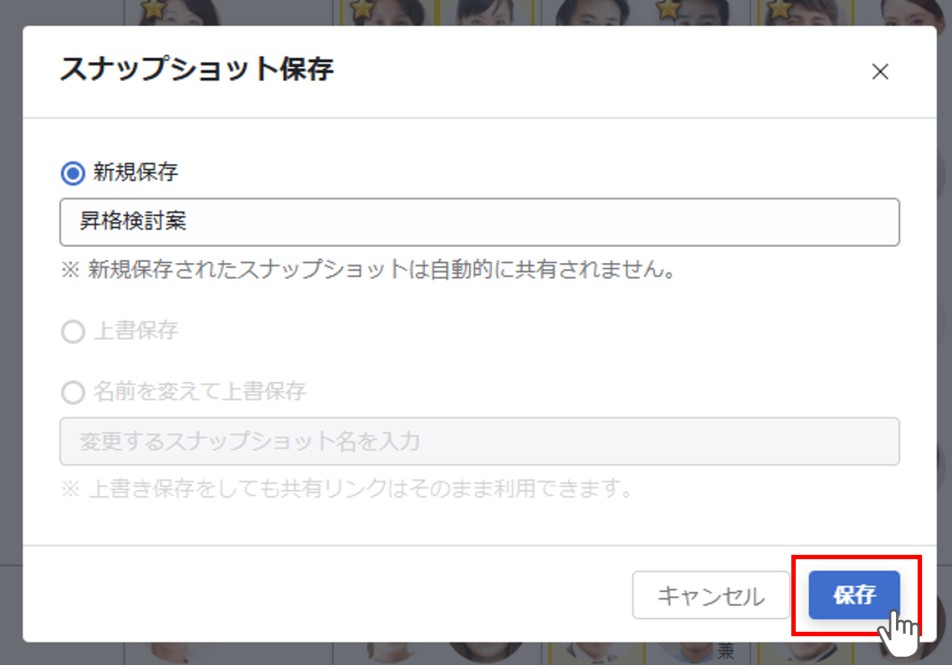 スナップショット保存
新規保存
昇格検討案
※ 新規保存されたスナップショットは自動的に共有されません。
上書保存
名前を変えて上書保存
変更するスナップショット名を入力
※ 上書き保存をしても共有リンクはそのまま利用できます。
キャンセル
保存
兼